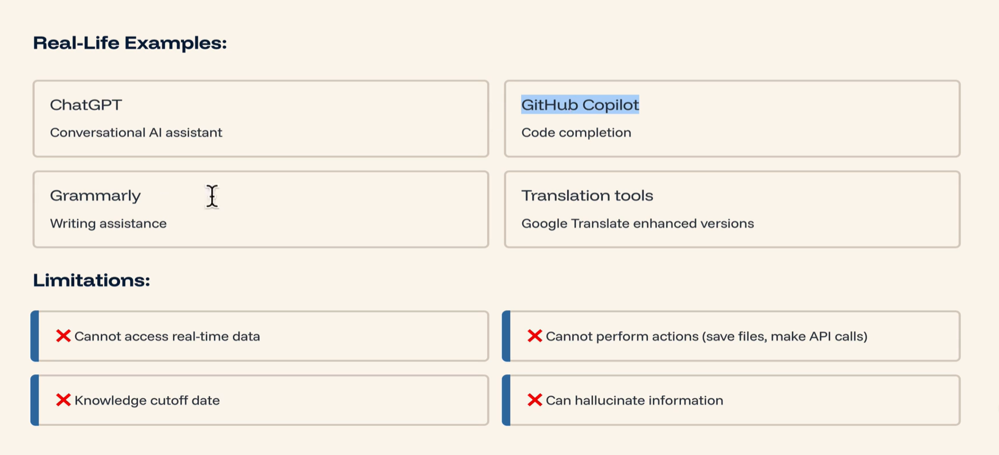 Real-Life Examples:
ChatGPT
Conversational AI assistant
GitHub Copilot
Code completion
Grammarly
Writing assistance
Translation tools
Google Translate enhanced versions
Limitations:
❌ Cannot access real-time data
❌ Cannot perform actions (save files, make API calls)
❌ Knowledge cutoff date
❌ Can hallucinate information